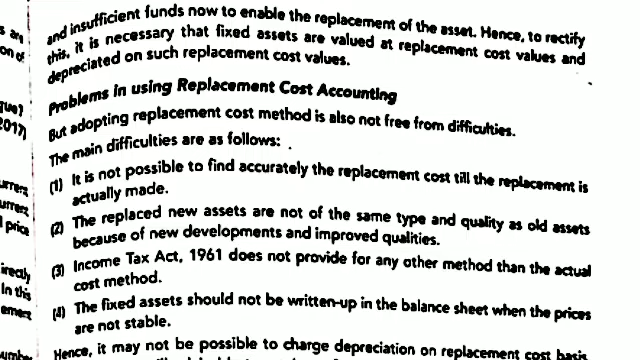 and insufficient funds now to enable the replacement of the asset. Hence, to rectify
this, it is necessary that fixed assets are valued at replacement cost values and
depreciated on such replacement cost values.
Problems in using Replacement Cost Accounting
But adopting replacement cost method is also not free from difficulties.
The main difficulties are as follows:
(1) It is not possible to find accurately the replacement cost till the replacement is
actually made.
(2) The replaced new assets are not of the same type and quality as old assets
because of new developments and improved qualities.
(3) Income Tax Act, 1961 does not provide for any other method than the actual
cost method.
(4) The fixed assets should not be written-up in the balance sheet when the prices
are not stable.
Hence, it may not be possible to charge depreciation on replacement cost basis